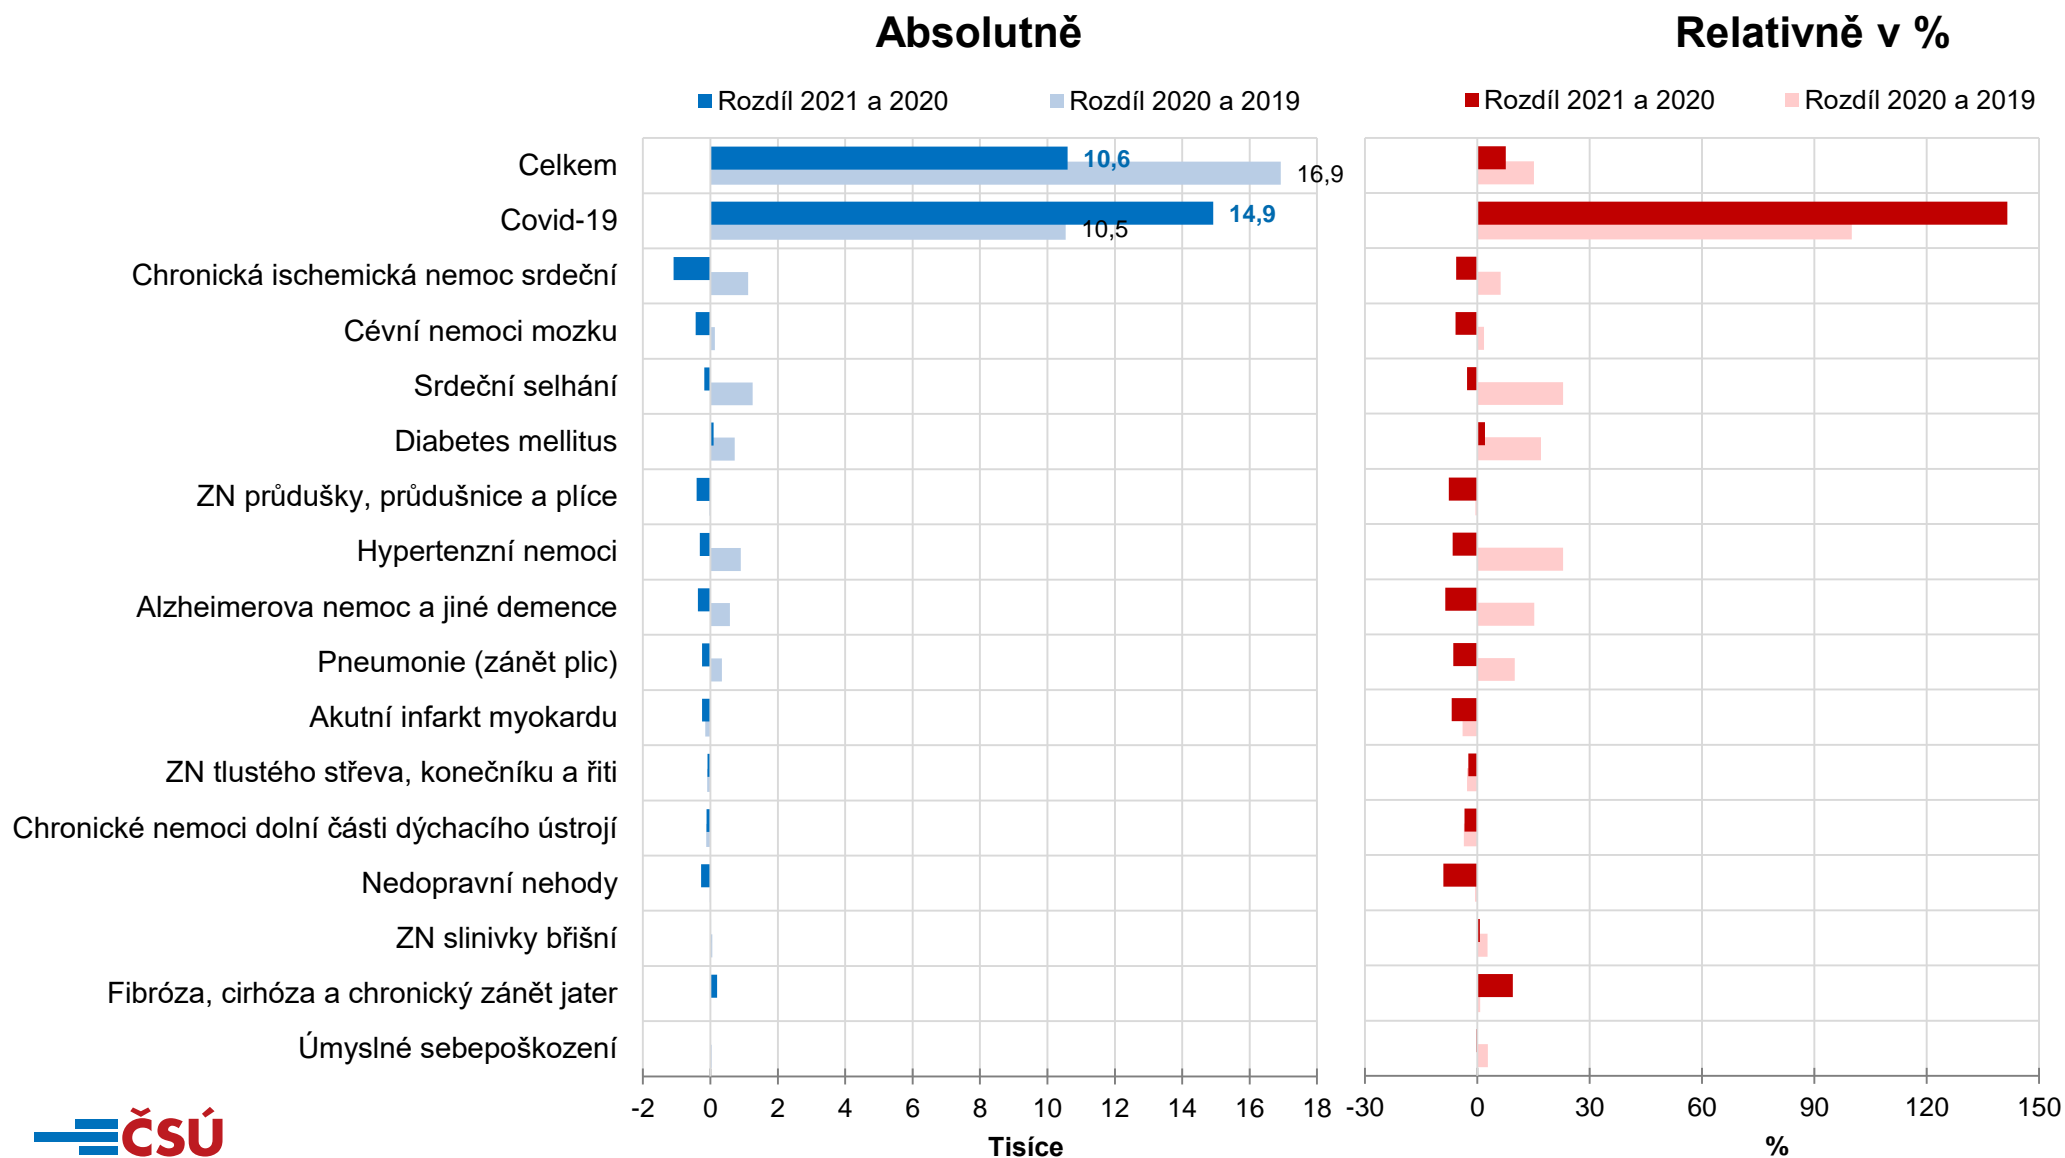 Absolutně
Relativně v %
Rozdíl 2021 a 2020
Rozdíl 2020 a 2019
Rozdíl 2021 a 2020
Rozdíl 2020 a 2019
Celkem
10,6
16,9
Covid-19
14,9
10,5
Chronická ischemická nemoc srdeční
Cévní nemoci mozku
Srdeční selhání
Diabetes mellitus
ZN průdušky, průdušnice a plíce
Hypertenzní nemoci
Alzheimerova nemoc a jiné demence
Pneumonie (zánět plic)
Akutní infarkt myokardu
ZN tlustého střeva, konečníku a řiti
Chronické nemoci dolní části dýchacího ústrojí
Nedopravní nehody
ZN slinivky břišní
Fibróza, cirhóza a chronický zánět jater
Úmyslné sebepoškození
-2 0 2 4 6 8 10 12 14 16 18
-30 0 30 60 90 120 150
Tisíce
%
ČSÚ